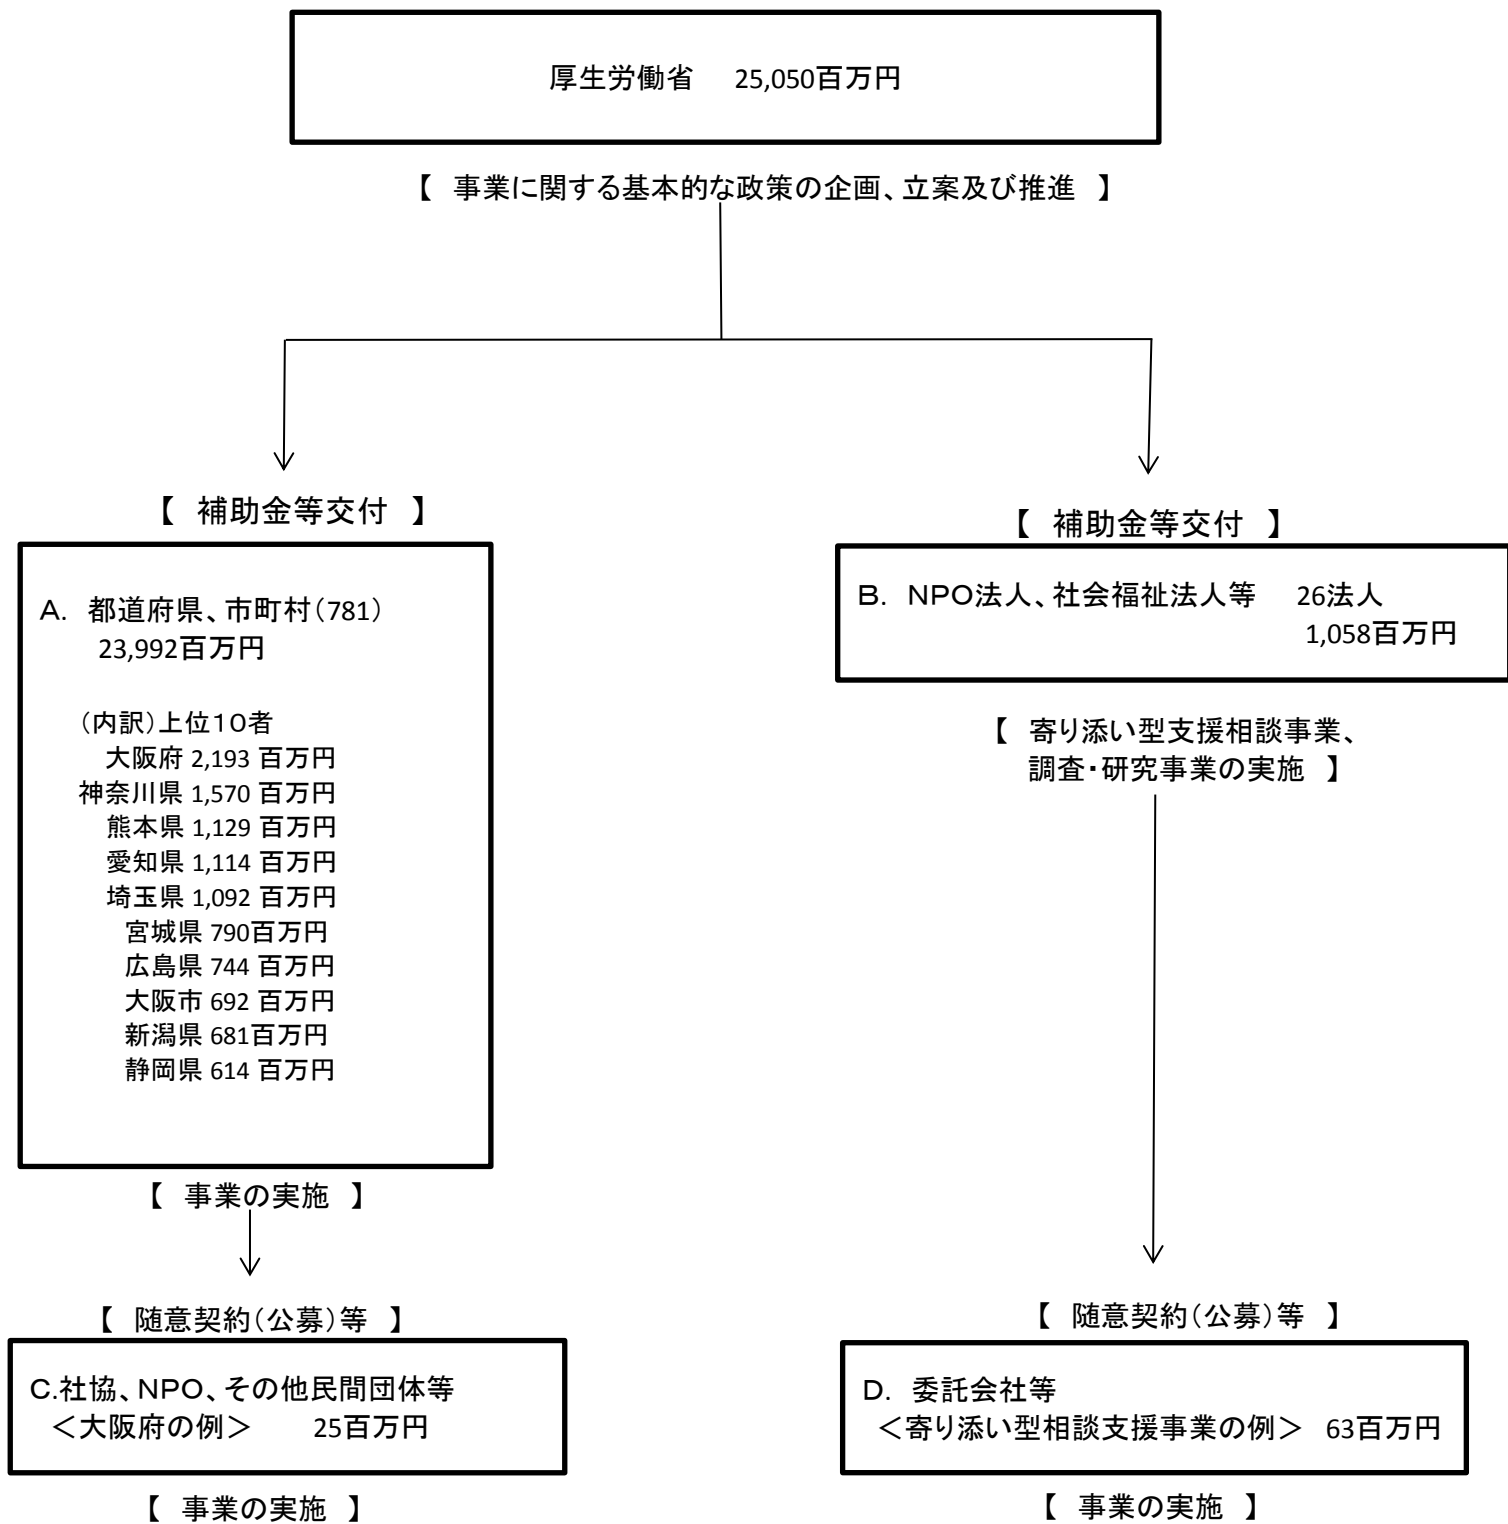 厚生労働省 25,050百万円
【 事業に関する基本的な政策の企画、立案及び推進 】
【 補助金等交付 】
A. 都道府県、市町村(781)
23,992百万円
(内訳)上位10者
大阪府 2,193 百万円
神奈川県 1,570 百万円
熊本県 1,129 百万円
愛知県 1,114 百万円
埼玉県 1,092 百万円
宮城県 790百万円
広島県 744 百万円
大阪市 692 百万円
新潟県 681百万円
静岡県 614 百万円
【 事業の実施 】
【 随意契約(公募)等 】
C.社協、NPO、その他民間団体等
＜大阪府の例＞ 25百万円
【 事業の実施 】
【 補助金等交付 】
B. NPO法人、社会福祉法人等 26法人
1,058百万円
【 寄り添い型支援相談事業、
調査・研究事業の実施 】
【 随意契約(公募)等 】
D. 委託会社等
＜寄り添い型相談支援事業の例＞ 63百万円
【 事業の実施 】